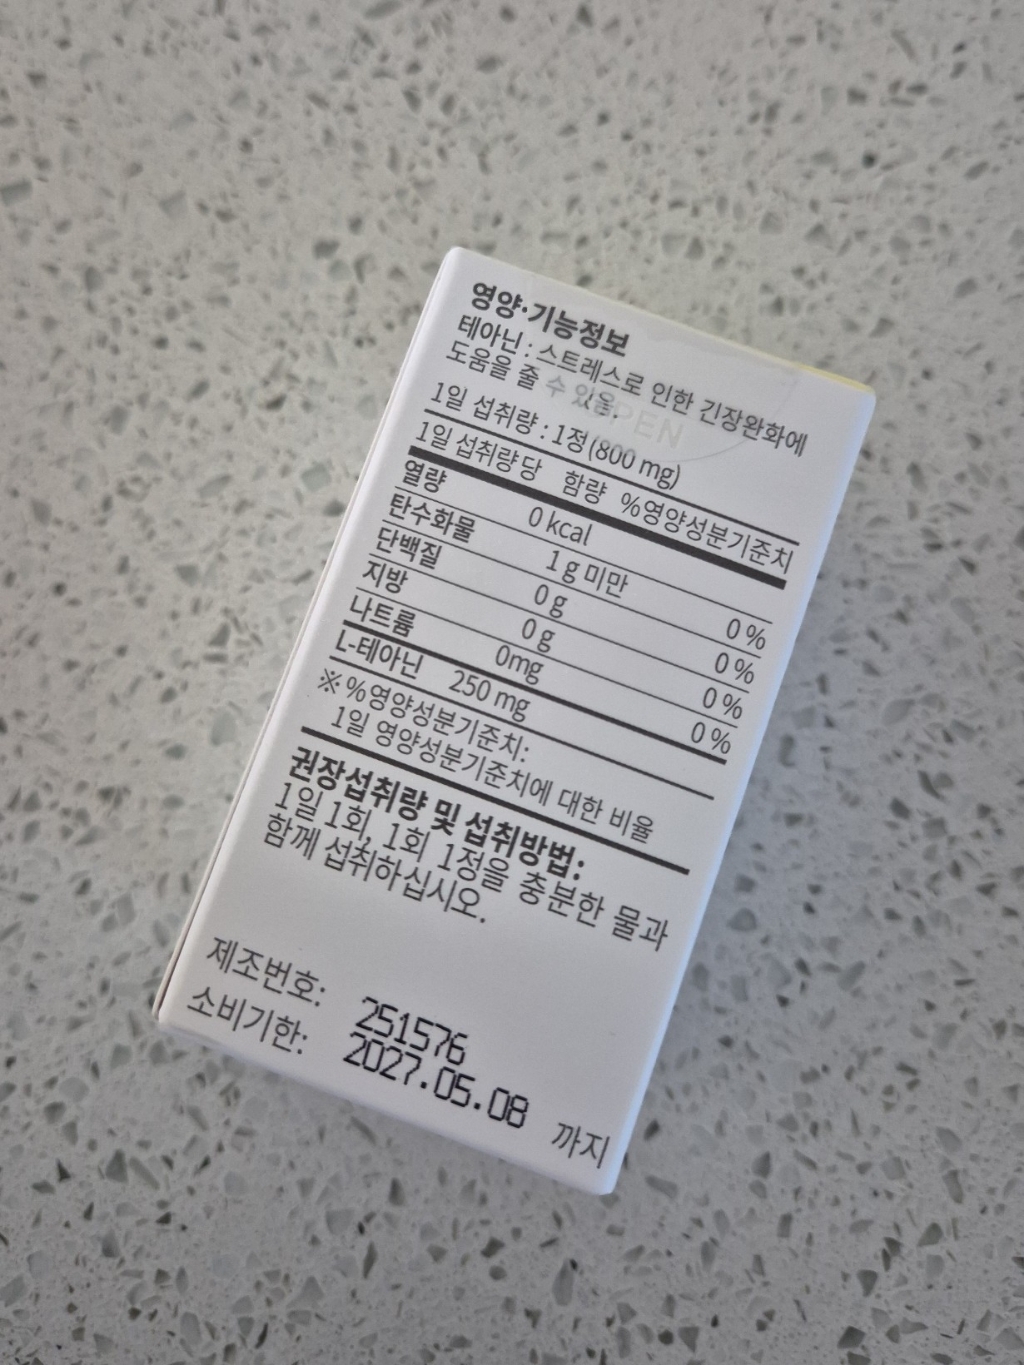 영양·기능정보
테아닌 : 스트레스로 인한 긴장완화에
도움을 줄 수 있음.
OPEN
1일 섭취량 : 1정(800 mg)
1일 섭취량당 함량 %영양성분기준치
열량 0 kcal
탄수화물 1 g 미만 0 %
단백질 0 g 0 %
지방 0 g 0 %
나트륨 0mg 0 %
L-테아닌 250 mg
※ %영양성분기준치:
1일 영양성분기준치에 대한 비율
권장섭취량 및 섭취방법:
1일 1회, 1회 1정을 충분한 물과
함께 섭취하십시오.
제조번호: 251576
소비기한: 2027.05.08 까지